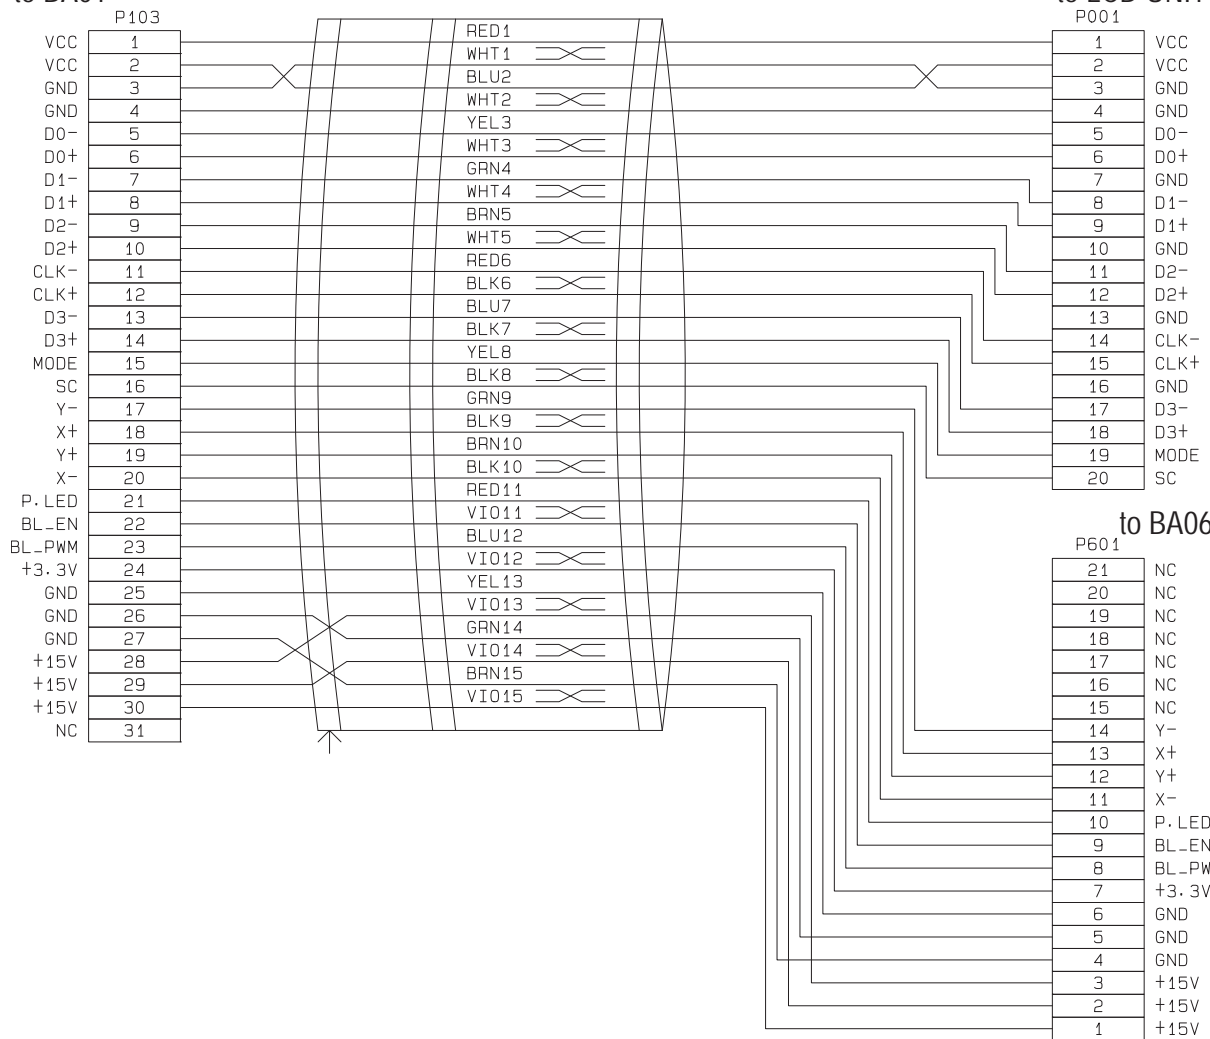 P103
VCC 1
VCC 2
GND 3
GND 4
D0- 5
D0+ 6
D1- 7
D1+ 8
D2- 9
D2+ 10
CLK- 11
CLK+ 12
D3- 13
D3+ 14
MODE 15
SC 16
Y- 17
X+ 18
Y+ 19
X- 20
P.LED 21
BL_EN 22
BL_PWM 23
+3.3V 24
GND 25
GND 26
GND 27
+15V 28
+15V 29
+15V 30
NC 31
RED1
WHT1
BLU2
WHT2
YEL3
WHT3
GRN4
WHT4
BRN5
WHT5
RED6
BLK6
BLU7
BLK7
YEL8
BLK8
GRN9
BLK9
BRN10
BLK10
RED11
VIO11
BLU12
VIO12
YEL13
VIO13
GRN14
VIO14
BRN15
VIO15
P001
1 VCC
2 VCC
3 GND
4 GND
5 D0-
6 D0+
7 GND
8 D1-
9 D1+
10 GND
11 D2-
12 D2+
13 GND
14 CLK-
15 CLK+
16 GND
17 D3-
18 D3+
19 MODE
20 SC
to BA06
P601
21 NC
20 NC
19 NC
18 NC
17 NC
16 NC
15 NC
14 Y-
13 X+
12 Y+
11 X-
10 P.LED
9 BL_EN
8 BL_PW
7 +3.3V
6 GND
5 GND
4 GND
3 +15V
2 +15V
1 +15V